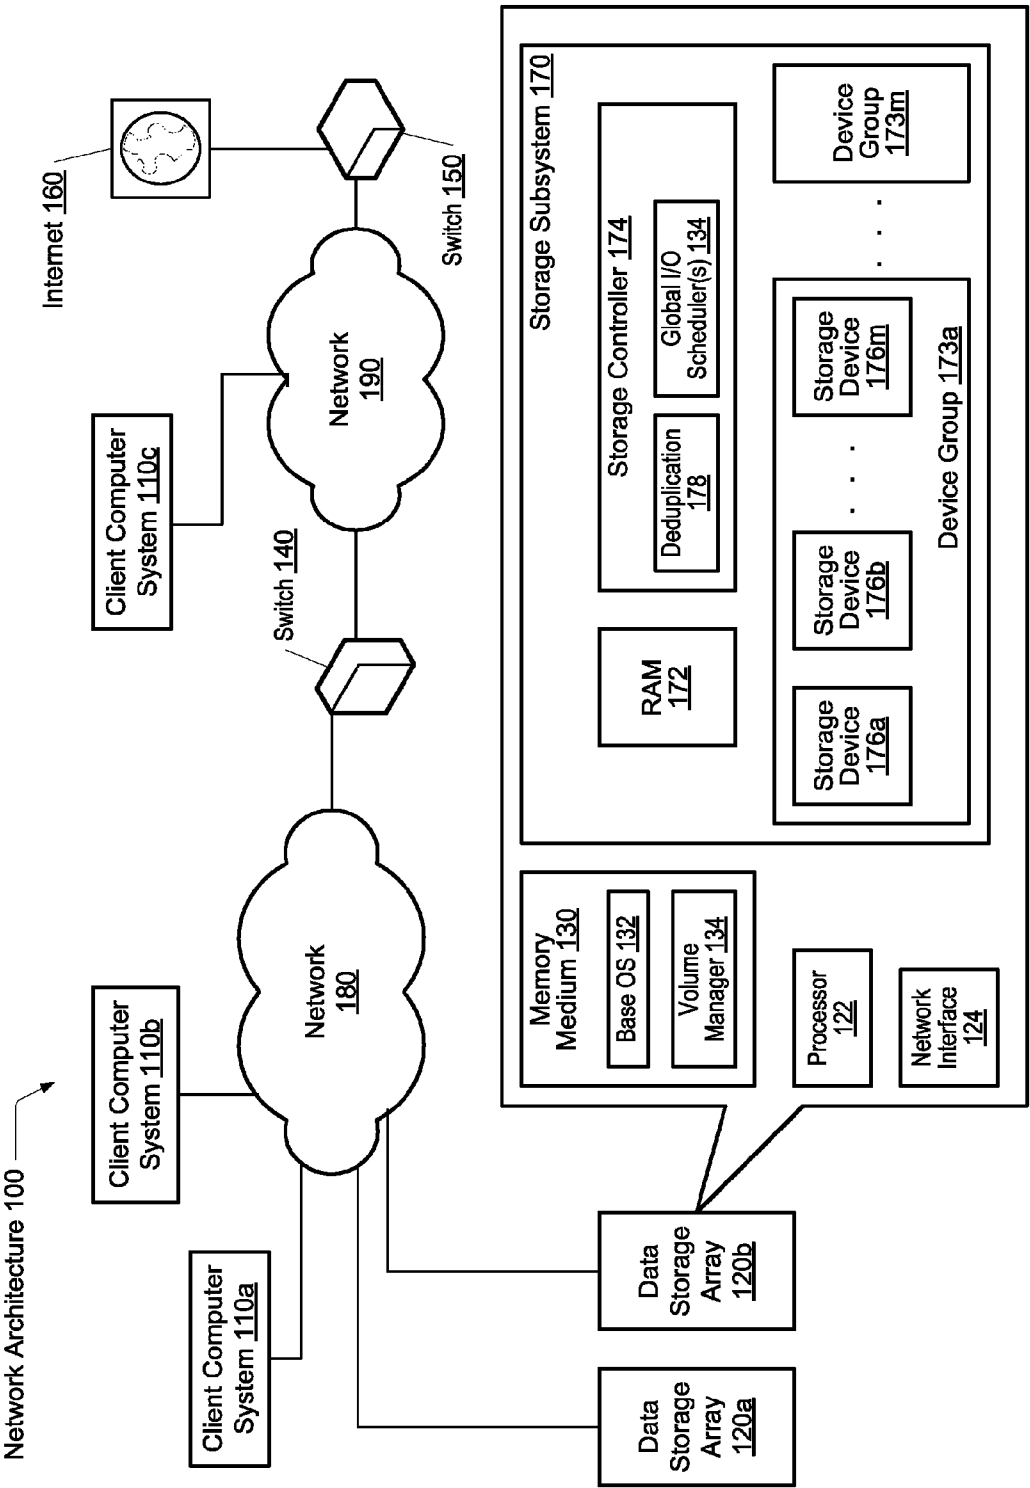 Network Architecture 100
Client Computer
System 110a
Client Computer
System 110b
Client Computer
System 110c
Internet 160
Network
180
Switch 140
Network
190
Switch 150
Data
Storage
Array
120a
Data
Storage
Array
120b
Memory
Medium 130
Base OS 132
Volume
Manager 134
Processor
122
Network
Interface
124
Storage Subsystem 170
RAM
172
Storage Controller 174
Deduplication
178
Global I/O
Scheduler(s) 134
Storage
Device
176a
Storage
Device
176b
Storage
Device
176m
Device Group 173a
Device
Group
173m